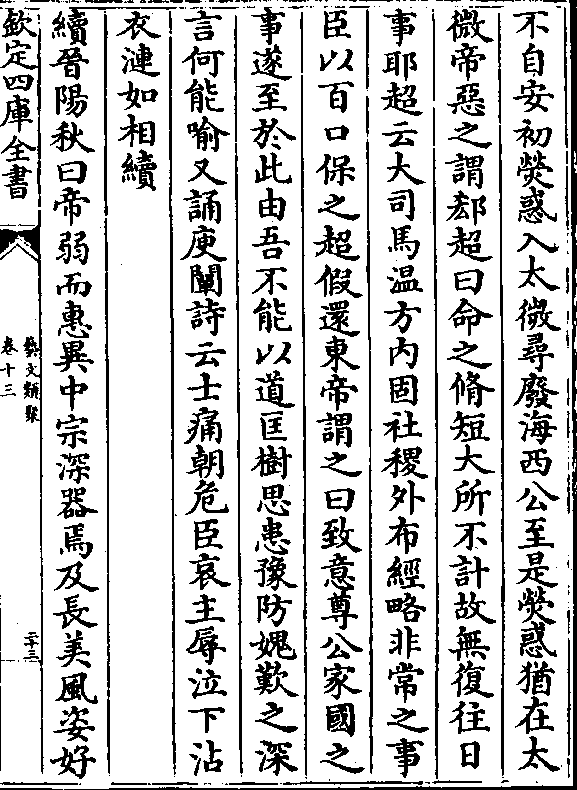 不自安初熒惑入太微尋廢海西公至是熒惑猶在太
微帝惡之謂郄超曰命之脩短大所不計故無復往日
事耶超云大司馬温方内固社稷外布經略非常之事
臣以百口保之超假還東帝謂之曰致意尊公家國之
事遂至於此由吾不能以道匡樹思患豫防媿歎之深
言何能喻又誦庾闡詩云士痛朝危臣哀主辱泣下沾
衣漣如相續
續晉陽秋曰帝弱而惠異中宗深器焉及長美風姿好
欽定四庫全書
藝文類聚
卷十三
二十三